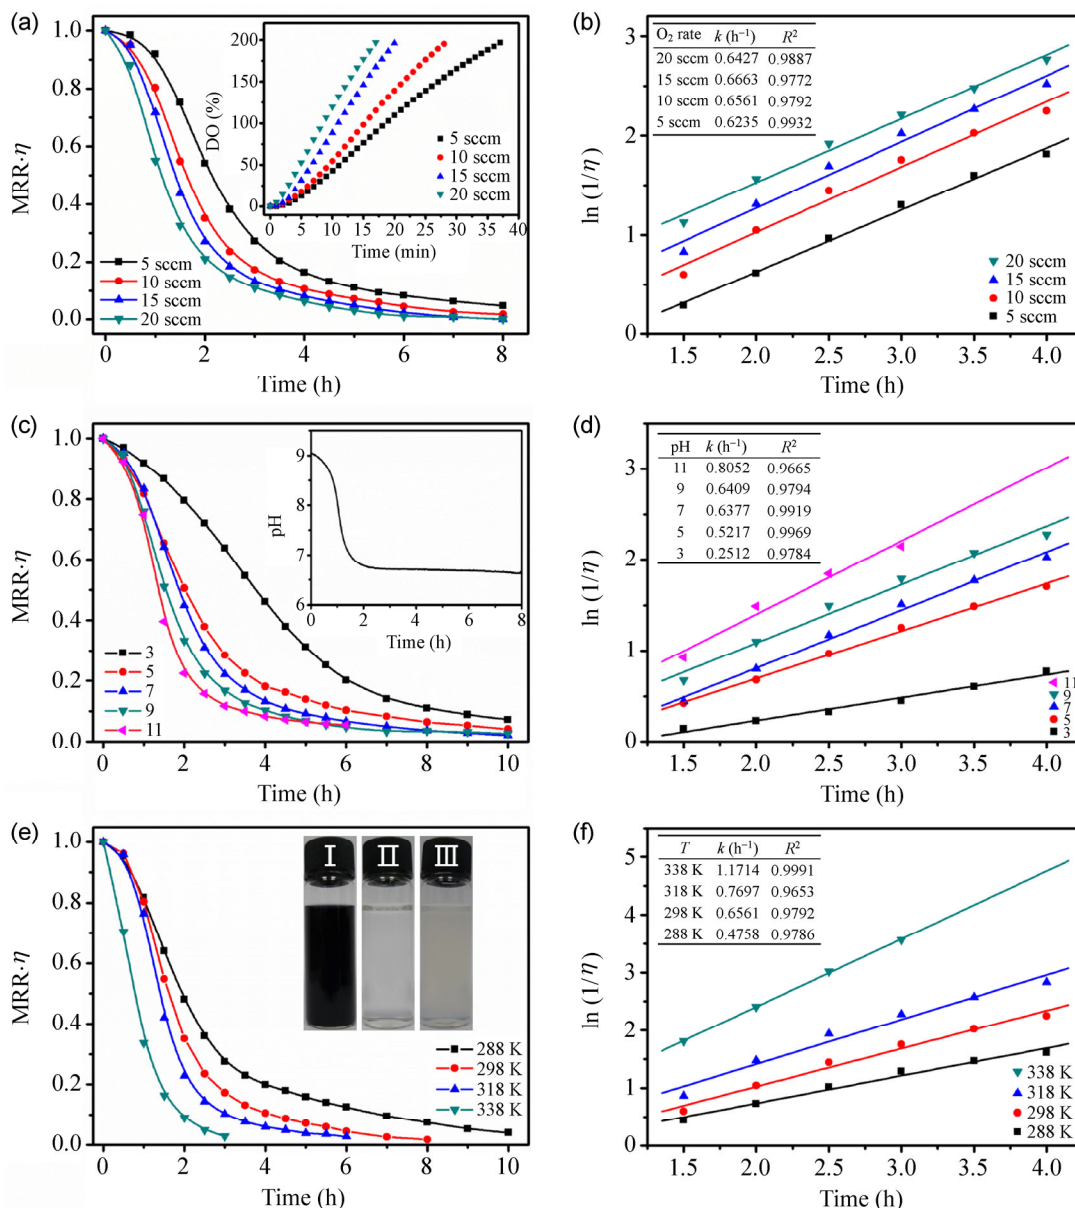 (a)
MRR·η
1.0
0.8
0.6
0.4
0.2
0.0
0 2 4 6 8
Time (h)
5 sccm
10 sccm
15 sccm
20 sccm
DO (%)
200
150
100
50
0
0 5 10 15 20 25 30 35 40
Time (min)
5 sccm
10 sccm
15 sccm
20 sccm
(b)
ln (1/η)
3
2
1
0
1.5 2.0 2.5 3.0 3.5 4.0
Time (h)
O₂ rate k (h⁻¹) R²
20 sccm 0.6427 0.9887
15 sccm 0.6663 0.9772
10 sccm 0.6561 0.9792
5 sccm 0.6235 0.9932
20 sccm
15 sccm
10 sccm
5 sccm
(c)
MRR·η
1.0
0.8
0.6
0.4
0.2
0.0
0 2 4 6 8 10
Time (h)
3
5
7
9
11
pH
9
8
7
6
0 2 4 6 8
Time (h)
(d)
ln (1/η)
3
2
1
0
1.5 2.0 2.5 3.0 3.5 4.0
Time (h)
pH k (h⁻¹) R²
11 0.8052 0.9665
9 0.6409 0.9794
7 0.6377 0.9919
5 0.5217 0.9969
3 0.2512 0.9784
11
9
7
5
3
(e)
MRR·η
1.0
0.8
0.6
0.4
0.2
0.0
0 2 4 6 8 10
Time (h)
I II III
288 K
298 K
318 K
338 K
(f)
ln (1/η)
5
4
3
2
1
0
1.5 2.0 2.5 3.0 3.5 4.0
Time (h)
T k (h⁻¹) R²
338 K 1.1714 0.9991
318 K 0.7697 0.9653
298 K 0.6561 0.9792
288 K 0.4758 0.9786
338 K
318 K
298 K
288 K